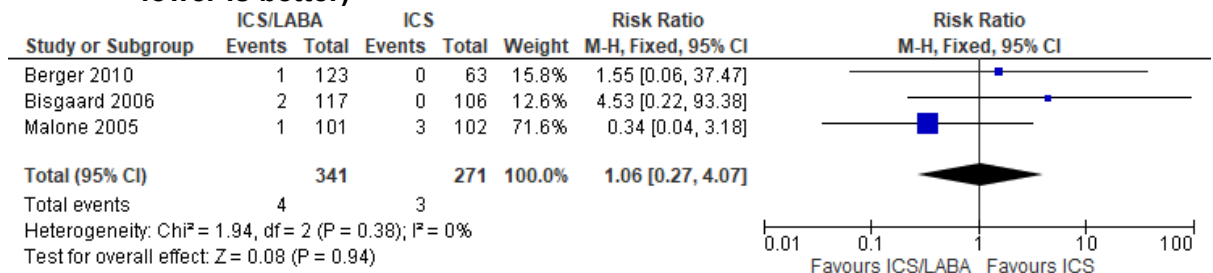 lower is better)
ICS/LABA ICS Risk Ratio Risk Ratio
Study or Subgroup Events Total Events Total Weight M-H, Fixed, 95% CI M-H, Fixed, 95% CI
Berger 2010 1 123 0 63 15.8% 1.55 [0.06, 37.47]
Bisgaard 2006 2 117 0 106 12.6% 4.53 [0.22, 93.38]
Malone 2005 1 101 3 102 71.6% 0.34 [0.04, 3.18]
Total (95% CI) 341 271 100.0% 1.06 [0.27, 4.07]
Total events 4 3
Heterogeneity: Chi² = 1.94, df = 2 (P = 0.38); I² = 0%
Test for overall effect: Z = 0.08 (P = 0.94)
0.01 0.1 1 10 100
Favours ICS/LABA Favours ICS